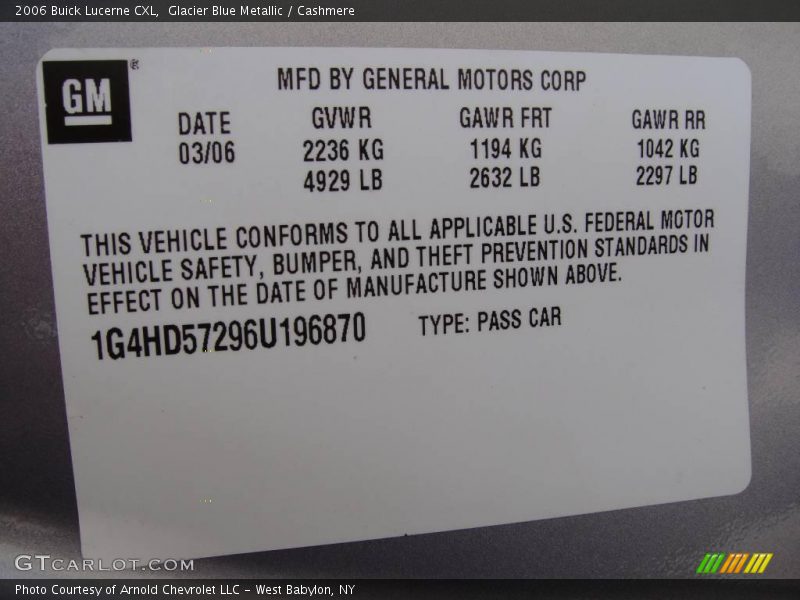 2006 Buick Lucerne CXL,  Glacier Blue Metallic / Cashmere
GM ®
MFD BY GENERAL MOTORS CORP
DATE GVWR GAWR FRT GAWR RR
03/06 2236 KG 1194 KG 1042 KG
4929 LB 2632 LB 2297 LB
THIS VEHICLE CONFORMS TO ALL APPLICABLE U.S. FEDERAL MOTOR
VEHICLE SAFETY, BUMPER, AND THEFT PREVENTION STANDARDS IN
EFFECT ON THE DATE OF MANUFACTURE SHOWN ABOVE.
1G4HD57296U196870 TYPE: PASS CAR
GTCARLOT.COM
Photo Courtesy of Arnold Chevrolet LLC - West Babylon, NY